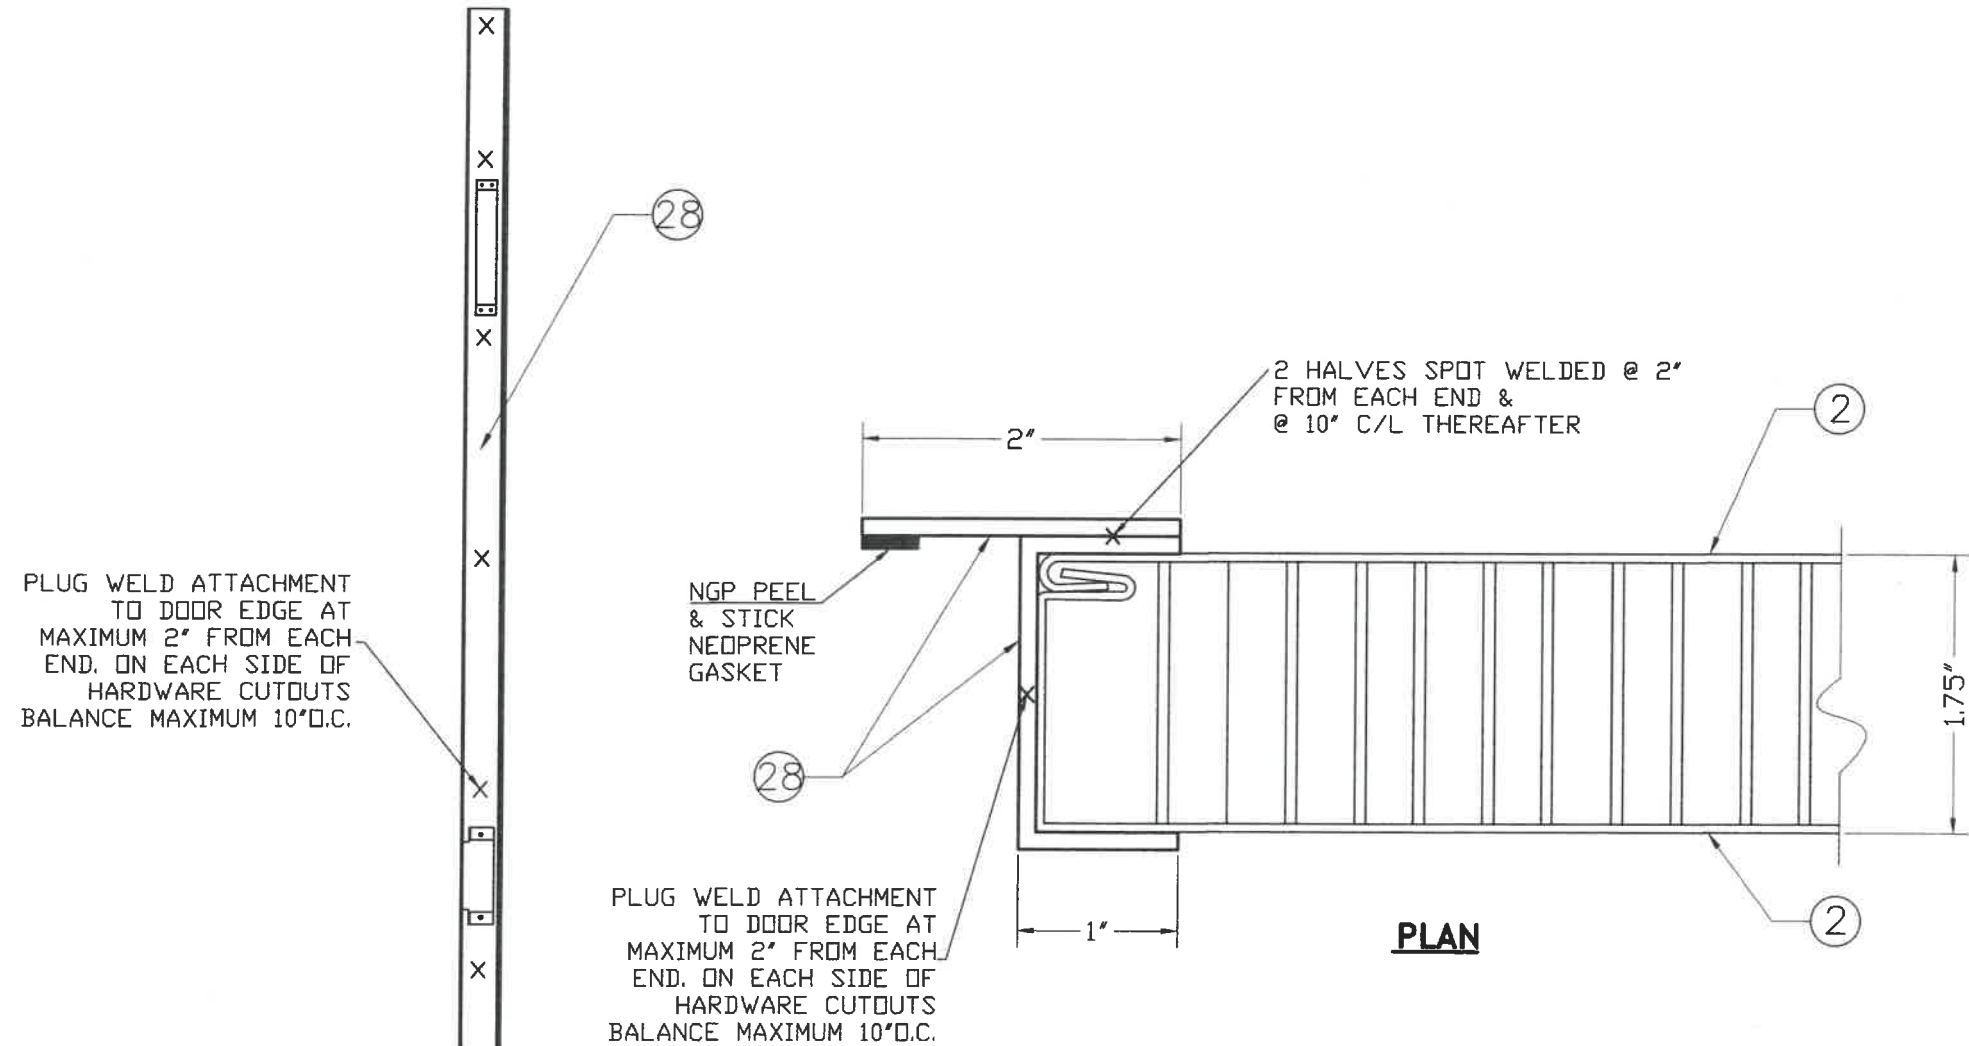 28
PLUG WELD ATTACHMENT
TO DOOR EDGE AT
MAXIMUM 2" FROM EACH
END. ON EACH SIDE OF
HARDWARE CUTOUTS
BALANCE MAXIMUM 10"O.C.
2 HALVES SPOT WELDED @ 2"
FROM EACH END &
@ 10" C/L THEREAFTER
2
2"
NGP PEEL
& STICK
NEOPRENE
GASKET
28
1.75"
PLUG WELD ATTACHMENT
TO DOOR EDGE AT
MAXIMUM 2" FROM EACH
END. ON EACH SIDE OF
HARDWARE CUTOUTS
BALANCE MAXIMUM 10"O.C.
1"
PLAN
2